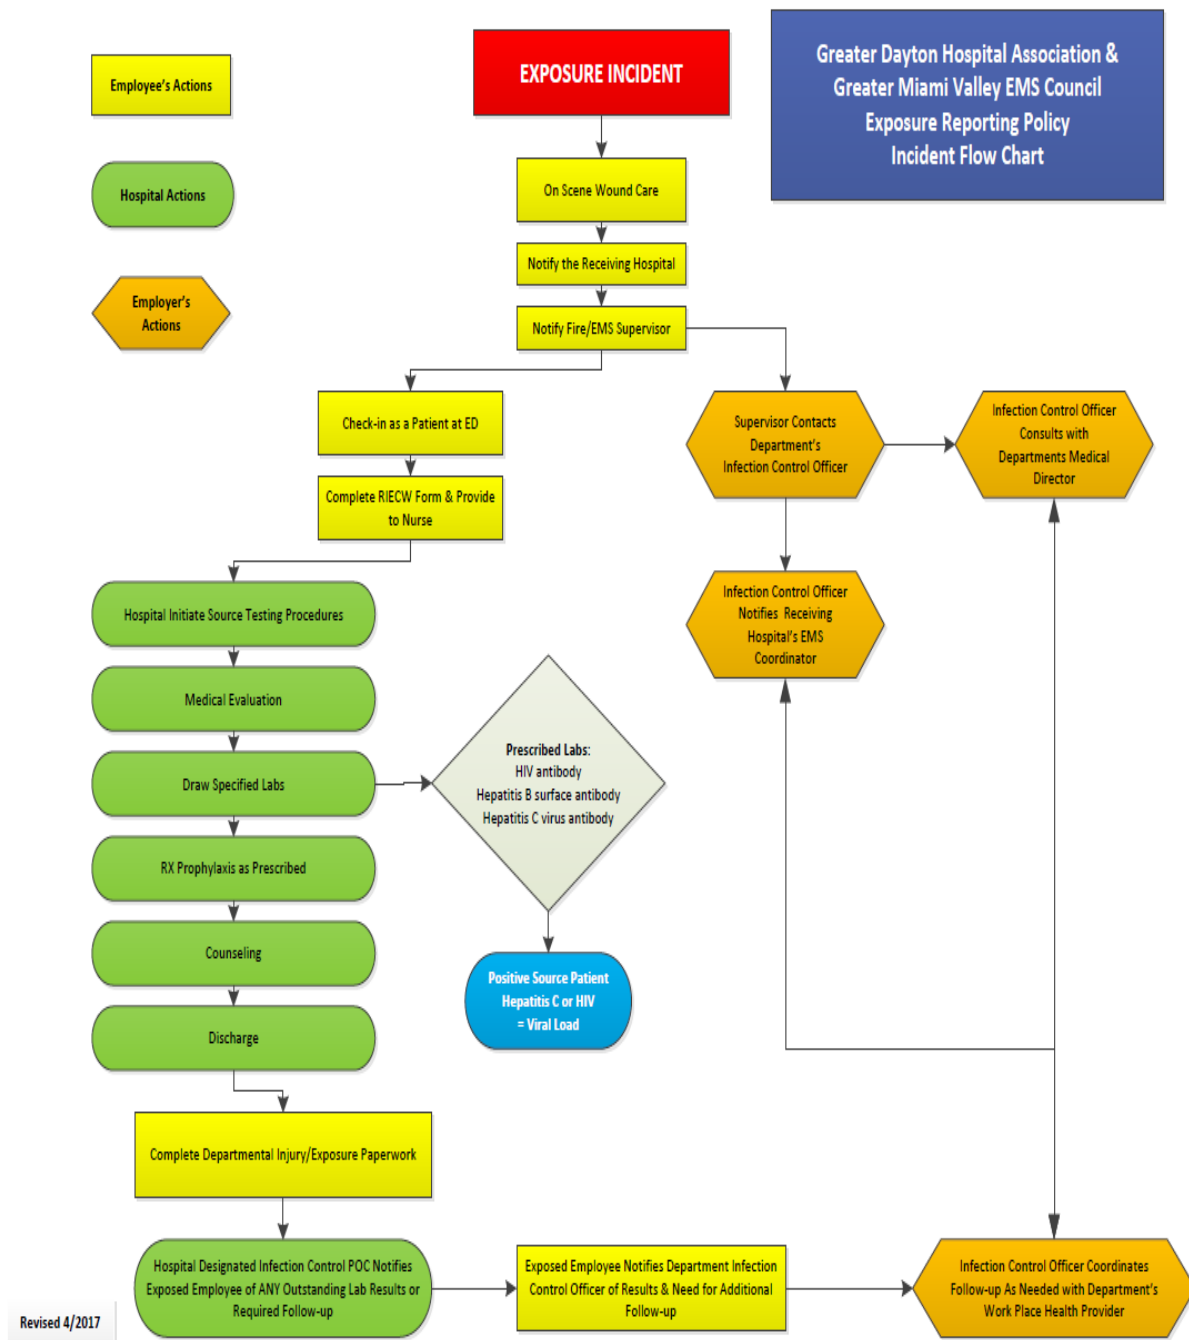 Employee's Actions
EXPOSURE INCIDENT
Greater Dayton Hospital Association &
Greater Miami Valley EMS Council
Exposure Reporting Policy
Incident Flow Chart
Hospital Actions
On Scene Wound Care
Notify the Receiving Hospital
Employer's
Actions
Notify Fire/EMS Supervisor
Check-in as a Patient at ED
Supervisor Contacts
Department's
Infection Control Officer
Infection Control Officer
Consults with
Departments Medical
Director
Complete RIECW Form & Provide
to Nurse
Hospital Initiate Source Testing Procedures
Infection Control Officer
Notifies Receiving
Hospital's EMS
Coordinator
Medical Evaluation
Draw Specified Labs
Prescribed Labs:
HIV antibody
Hepatitis B surface antibody
Hepatitis C virus antibody
RX Prophylaxis as Prescribed
Counseling
Positive Source Patient
Hepatitis C or HIV
= Viral Load
Discharge
Complete Departmental Injury/Exposure Paperwork
Hospital Designated Infection Control POC Notifies
Exposed Employee of ANY Outstanding Lab Results or
Required Follow-up
Exposed Employee Notifies Department Infection
Control Officer of Results & Need for Additional
Follow-up
Infection Control Officer Coordinates
Follow-up As Needed with Department's
Work Place Health Provider
Revised 4/2017